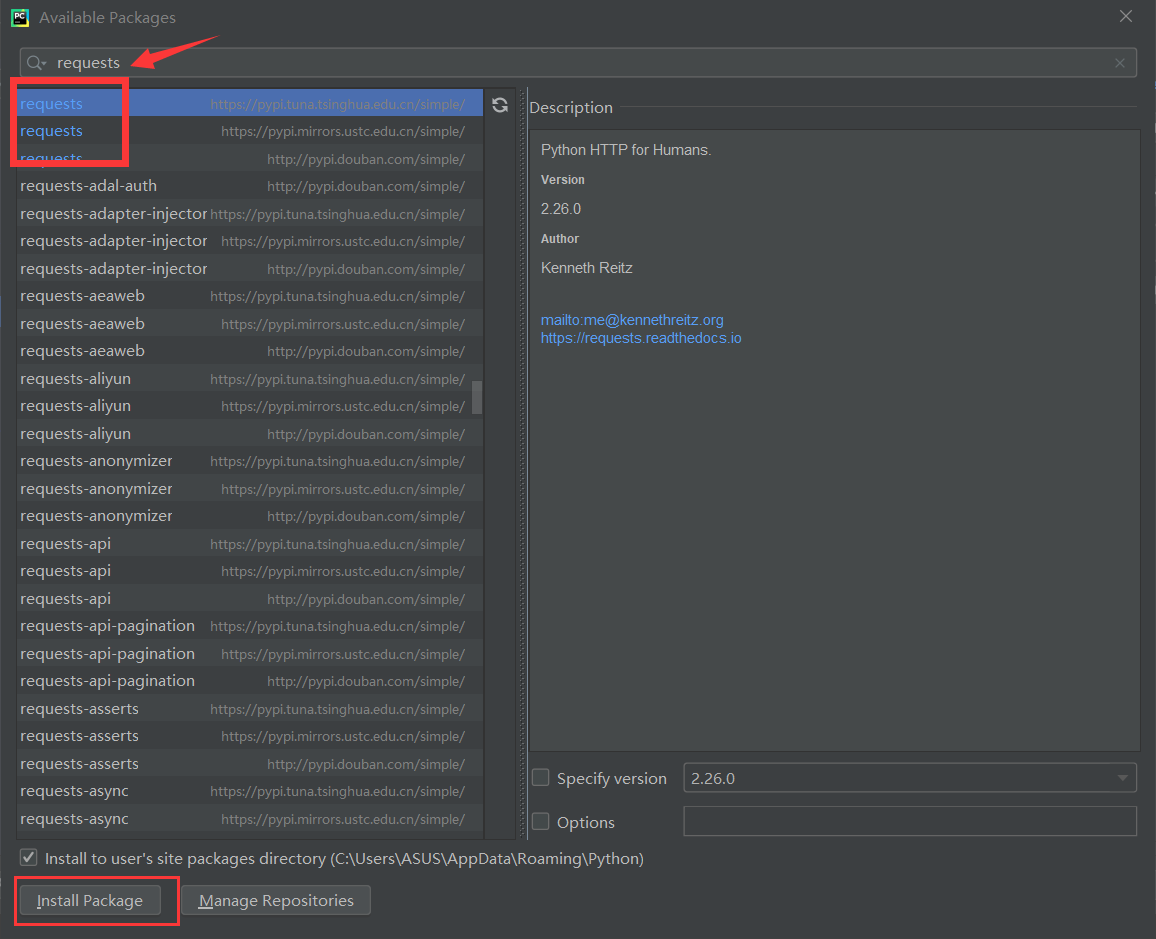 PC
Available Packages
requests
requests https://pypi.tuna.tsinghua.edu.cn/simple/
requests https://pypi.mirrors.ustc.edu.cn/simple/
requests http://pypi.douban.com/simple/
requests-adal-auth http://pypi.douban.com/simple/
requests-adapter-injector https://pypi.tuna.tsinghua.edu.cn/simple/
requests-adapter-injector https://pypi.mirrors.ustc.edu.cn/simple/
requests-adapter-injector http://pypi.douban.com/simple/
requests-aeaweb https://pypi.tuna.tsinghua.edu.cn/simple/
requests-aeaweb https://pypi.mirrors.ustc.edu.cn/simple/
requests-aeaweb http://pypi.douban.com/simple/
requests-aliyun https://pypi.tuna.tsinghua.edu.cn/simple/
requests-aliyun https://pypi.mirrors.ustc.edu.cn/simple/
requests-aliyun http://pypi.douban.com/simple/
requests-anonymizer https://pypi.tuna.tsinghua.edu.cn/simple/
requests-anonymizer https://pypi.mirrors.ustc.edu.cn/simple/
requests-anonymizer http://pypi.douban.com/simple/
requests-api https://pypi.tuna.tsinghua.edu.cn/simple/
requests-api https://pypi.mirrors.ustc.edu.cn/simple/
requests-api http://pypi.douban.com/simple/
requests-api-pagination https://pypi.tuna.tsinghua.edu.cn/simple/
requests-api-pagination https://pypi.mirrors.ustc.edu.cn/simple/
requests-api-pagination http://pypi.douban.com/simple/
requests-asserts https://pypi.tuna.tsinghua.edu.cn/simple/
requests-asserts https://pypi.mirrors.ustc.edu.cn/simple/
requests-asserts http://pypi.douban.com/simple/
requests-async https://pypi.tuna.tsinghua.edu.cn/simple/
requests-async https://pypi.mirrors.ustc.edu.cn/simple/
Description
Python HTTP for Humans.
Version
2.26.0
Author
Kenneth Reitz
mailto:me@kennethreitz.org
https://requests.readthedocs.io
Specify version 2.26.0
Options
Install to user's site packages directory (C:\Users\ASUS\AppData\Roaming\Python)
Install Package Manage Repositories